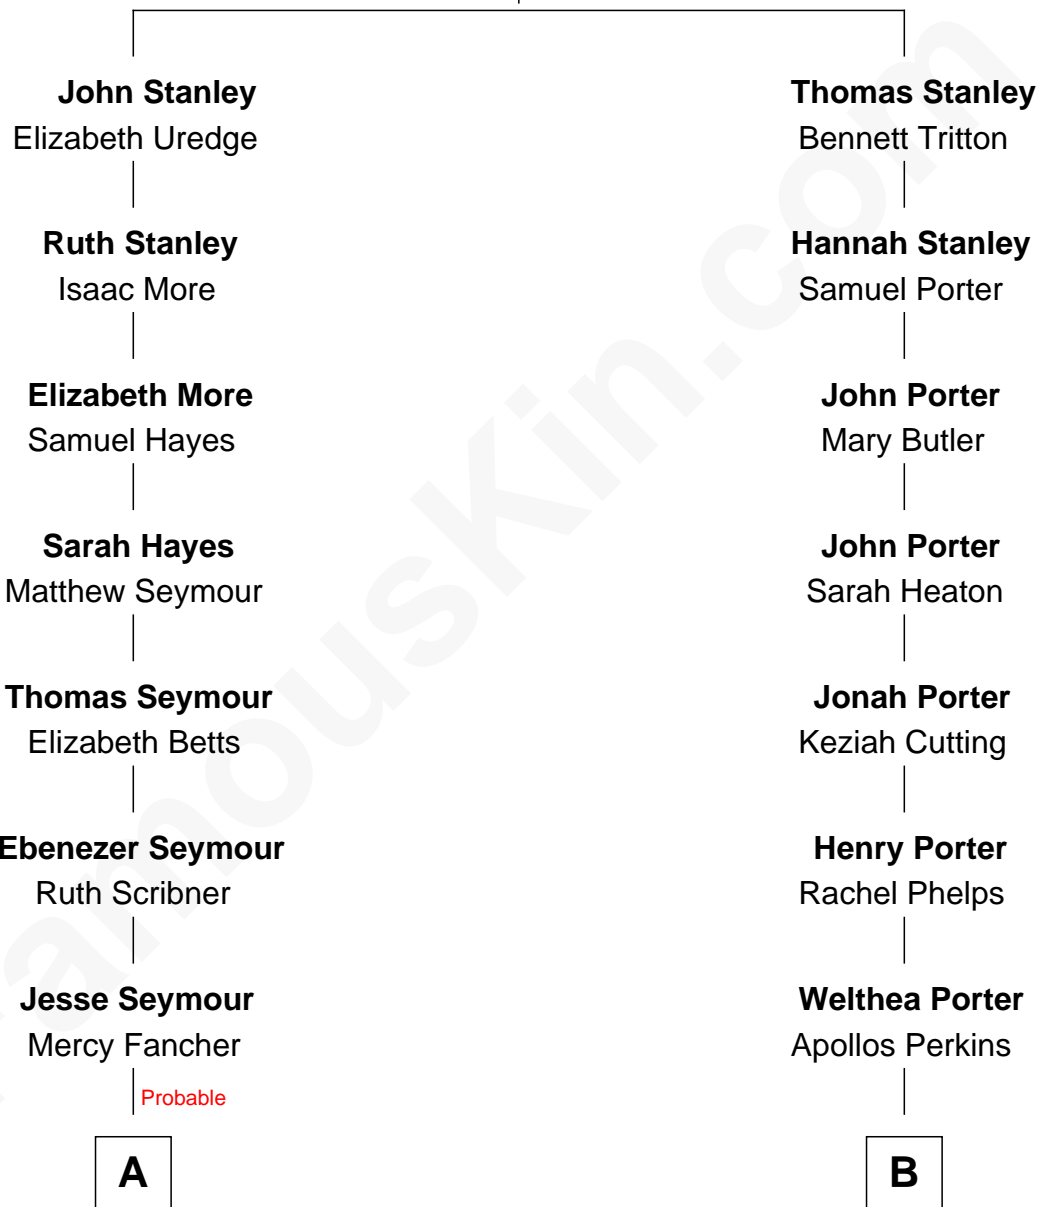 John Stanley
Elizabeth Uredge
Ruth Stanley
Isaac More
Elizabeth More
Samuel Hayes
Sarah Hayes
Matthew Seymour
Thomas Seymour
Elizabeth Betts
Ebenezer Seymour
Ruth Scribner
Jesse Seymour
Mercy Fancher
Probable
A
Thomas Stanley
Bennett Tritton
Hannah Stanley
Samuel Porter
John Porter
Mary Butler
John Porter
Sarah Heaton
Jonah Porter
Keziah Cutting
Henry Porter
Rachel Phelps
Welthea Porter
Apollos Perkins
B
FamousKin.com